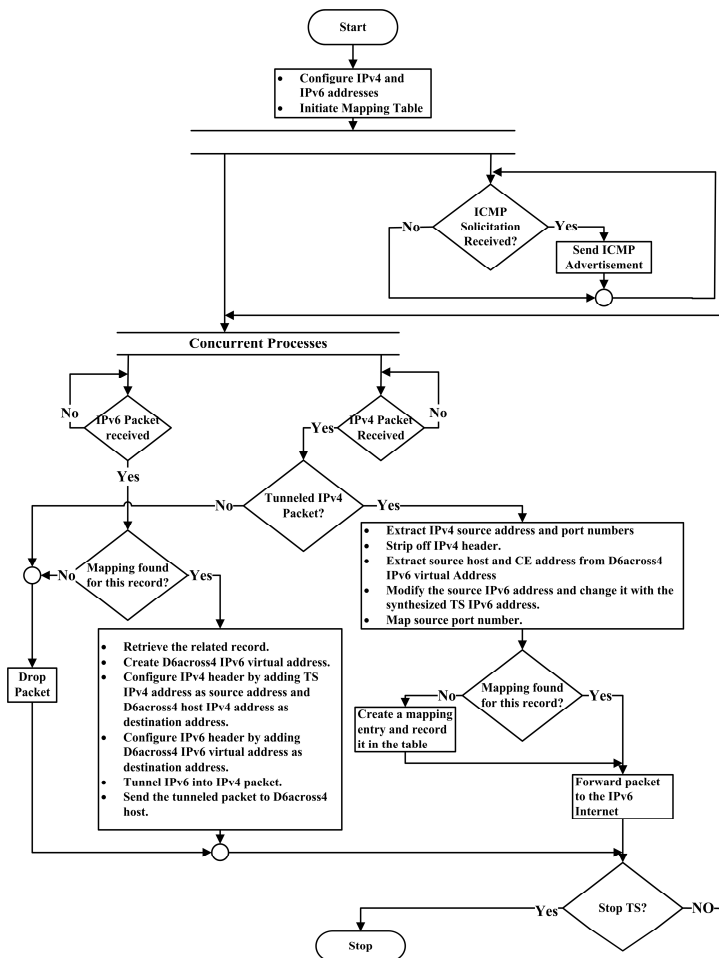 Start
• Configure IPv4 and
IPv6 addresses
• Initiate Mapping Table
ICMP
Solicitation
Received?
No
Yes
Send ICMP
Advertisement
Concurrent Processes
No
IPv6 Packet
received
Yes
IPv4 Packet
Received
No
Yes
Tunneled IPv4
Packet?
No
Yes
• Extract IPv4 source address and port numbers
• Strip off IPv4 header.
• Extract source host and CE address from D6across4
IPv6 virtual Address
• Modify the source IPv6 address and change it with the
synthesized TS IPv6 address.
• Map source port number.
No
Mapping found
for this record?
Yes
• Retrieve the related record.
• Create D6across4 IPv6 virtual address.
• Configure IPv4 header by adding TS
IPv4 address as source address and
D6across4 host IPv4 address as
destination address.
• Configure IPv6 header by adding
D6across4 IPv6 virtual address as
destination address.
• Tunnel IPv6 into IPv4 packet.
• Send the tunneled packet to D6across4
host.
Drop
Packet
No
Mapping found
for this record?
Yes
Create a mapping
entry and record
it in the table
Forward packet
to the IPv6
Internet
Yes
Stop TS?
NO
Stop